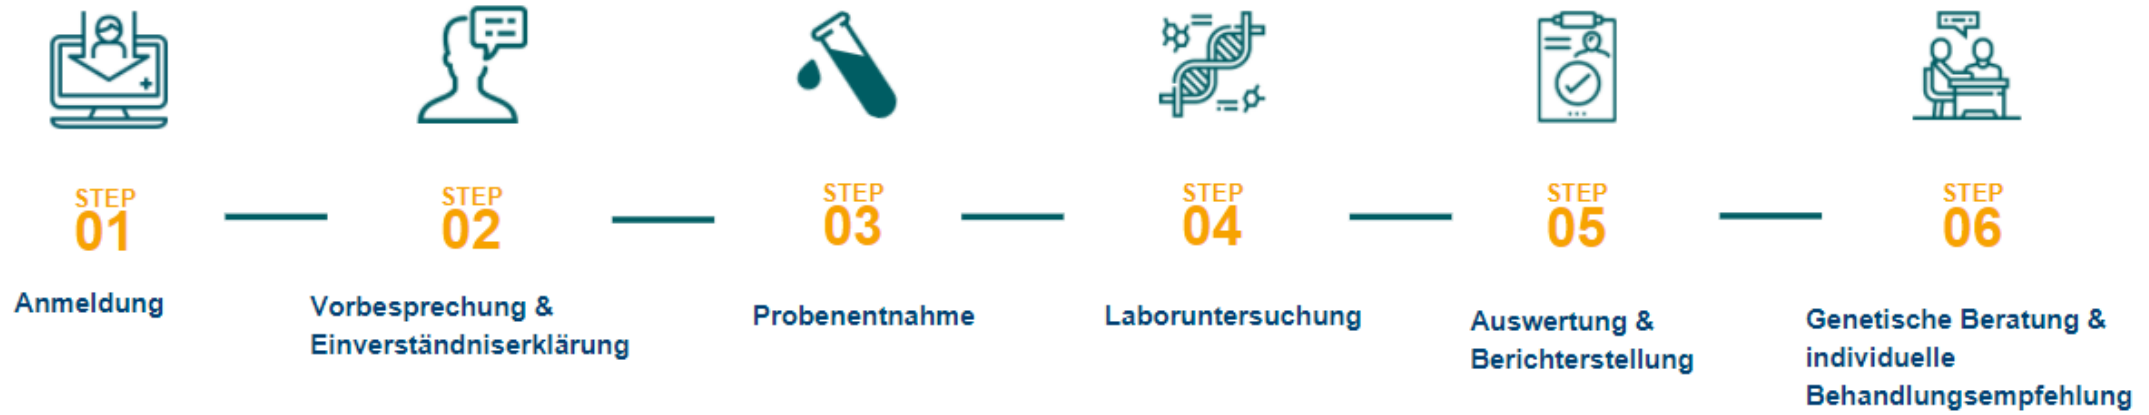 STEP
01
Anmeldung
STEP
02
Vorbesprechung &
Einverständniserklärung
STEP
03
Probenentnahme
STEP
04
Laboruntersuchung
STEP
05
Auswertung &
Berichterstellung
STEP
06
Genetische Beratung &
individuelle
Behandlungsempfehlung